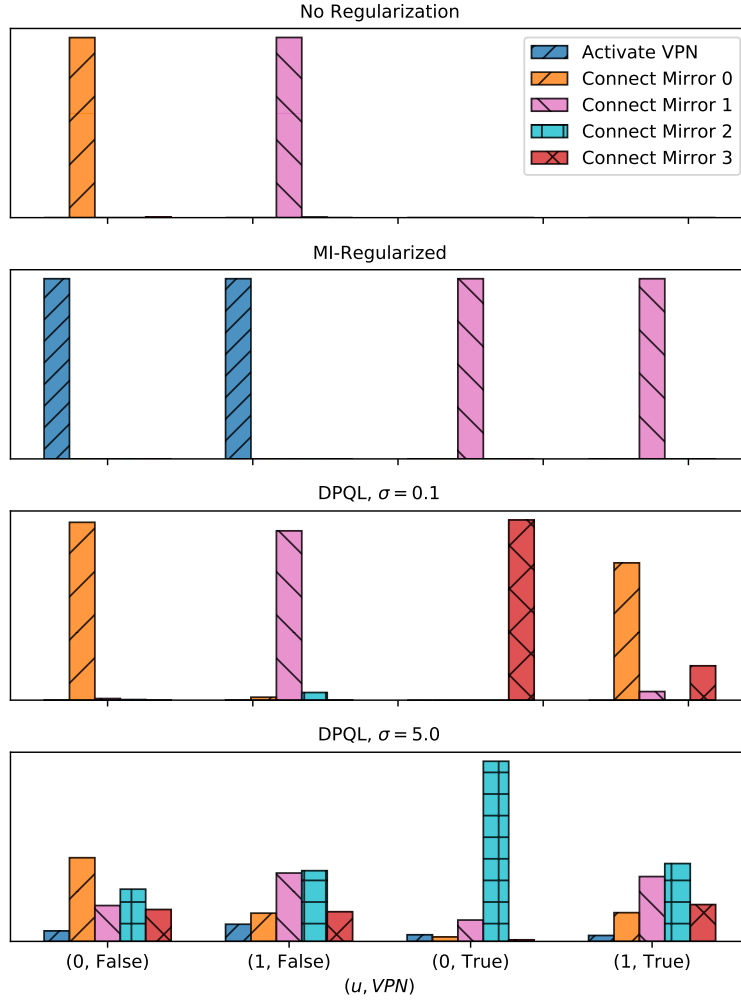 No Regularization
Activate VPN
Connect Mirror 0
Connect Mirror 1
Connect Mirror 2
Connect Mirror 3
MI-Regularized
DPQL, σ = 0.1
DPQL, σ = 5.0
(0, False) (1, False) (0, True) (1, True)
(u, VPN)